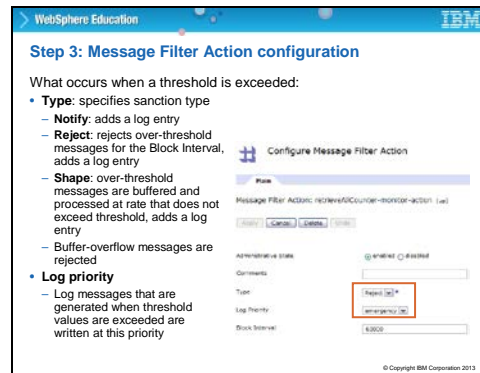 WebSphere Education
IBM
Step 3: Message Filter Action configuration
What occurs when a threshold is exceeded:
• Type: specifies sanction type
– Notify: adds a log entry
– Reject: rejects over-threshold
messages for the Block Interval,
adds a log entry
– Shape: over-threshold
messages are buffered and
processed at rate that does not
exceed threshold, adds a log
entry
– Buffer-overflow messages are
rejected
• Log priority
– Log messages that are
generated when threshold
values are exceeded are
written at this priority
Configure Message Filter Action
Main
Message Filter Action: retrieveAllCounter-monitor-action [up]
Apply Cancel Delete Undo
Administrative State enabled disabled
Comments
Type Reject *
Log Priority emergency
Block Interval
© Copyright IBM Corporation 2013